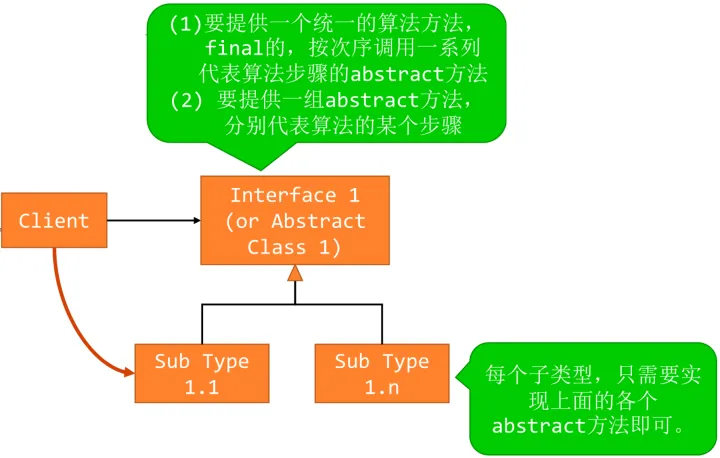 (1)要提供一个统一的算法方法，
final的，按次序调用一系列
代表算法步骤的abstract方法
(2) 要提供一组abstract方法，
分别代表算法的某个步骤
Client
Interface 1
(or Abstract
Class 1)
Sub Type
1.1
Sub Type
1.n
每个子类型，只需要实
现上面的各个
abstract方法即可。